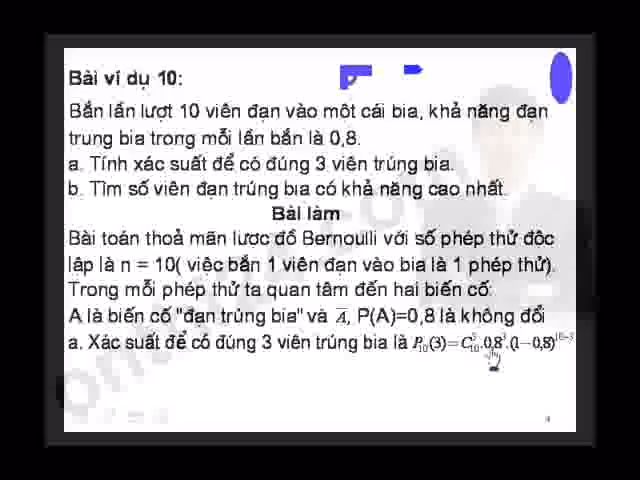 Bài ví dụ 10:
Bắn lần lượt 10 viên đạn vào một cái bia, khả năng đạn
trung bia trong mỗi lần bắn là 0,8.
a. Tính xác suất để có đúng 3 viên trúng bia.
b. Tìm số viên đạn trúng bia có khả năng cao nhất.
Bài làm
Bài toán thoả mãn lược đồ Bernoulli với số phép thử độc
lập là n = 10( việc bắn 1 viên đạn vào bia là 1 phép thử).
Trong mỗi phép thử ta quan tâm đến hai biến cố:
A là biến cố "đạn trúng bia" và A̅, P(A)=0,8 là không đổi
a. Xác suất để có đúng 3 viên trúng bia là P₁₀(3)=C₁₀³.0,8³.(1−0,8)¹⁰⁻³
4